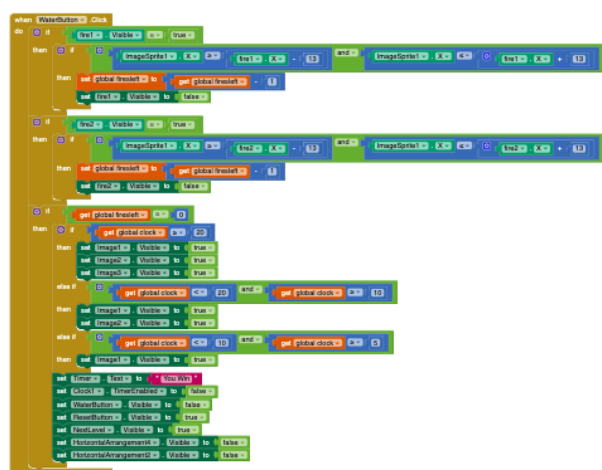 when WaterButton .Click
do if fire1 . Visible = true
then if ImageSprite1 . X ≥ fire1 . X - 13 and ImageSprite1 . X ≤ fire1 . X + 13
then set global firesleft to get global firesleft - 1
set fire1 . Visible to false
if fire2 . Visible = true
then if ImageSprite1 . X ≥ fire2 . X - 13 and ImageSprite1 . X ≤ fire2 . X + 13
then set global firesleft to get global firesleft - 1
set fire2 . Visible to false
if get global firesleft = 0
then if get global clock ≥ 20
then set Image1 . Visible to true
set Image2 . Visible to true
set Image3 . Visible to true
else if get global clock < 20 and get global clock ≥ 10
then set Image1 . Visible to true
set Image2 . Visible to true
else if get global clock < 10 and get global clock ≥ 5
then set Image1 . Visible to true
set Timer . Text to " You Win "
set Clock1 . TimerEnabled to false
set WaterButton . Visible to false
set ResetButton . Visible to true
set NextLevel . Visible to true
set HorizontalArrangement4 . Visible to false
set HorizontalArrangement2 . Visible to false